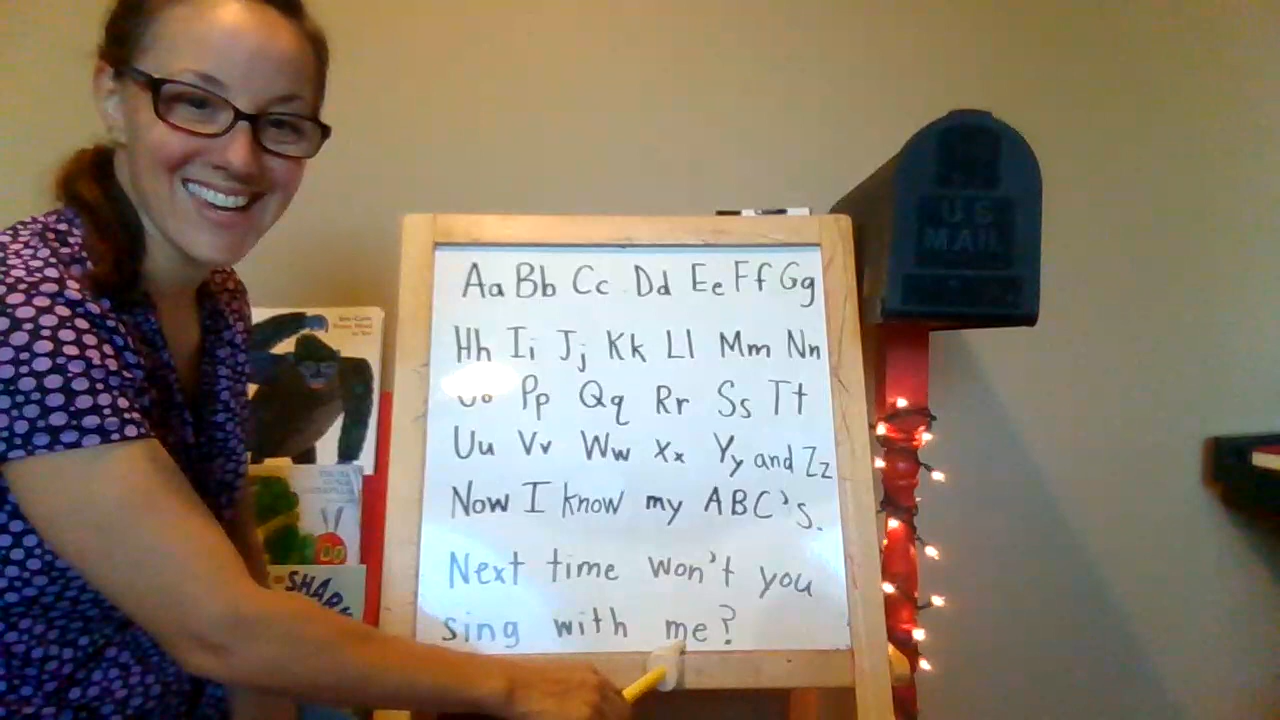 Aa Bb Cc Dd Ee Ff Gg
Hh Ii Jj Kk Ll Mm Nn
Oo Pp Qq Rr Ss Tt
Uu Vv Ww Xx Yy and Zz
Now I know my ABC's.
Next time won't you
sing with me?
U S
MAIL
SHARK